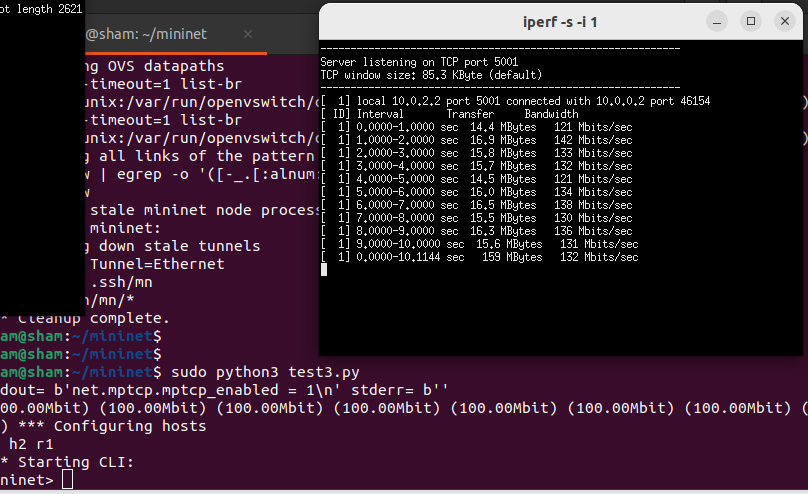 ot length 2621
@sham: ~/mininet
ng OVS datapaths
-timeout=1 list-br
unix:/var/run/openvswitch/
-timeout=1 list-br
unix:/var/run/openvswitch/
g all links of the pattern
w | egrep -o '([-_.[:alnum:
w
stale mininet node process
mininet:
g down stale tunnels
Tunnel=Ethernet
.ssh/mn
n/mn/*
* Cleanup complete.
am@sham:~/mininet$
am@sham:~/mininet$
am@sham:~/mininet$ sudo python3 test3.py
dout= b'net.mptcp.mptcp_enabled = 1\n' stderr= b''
00.00Mbit) (100.00Mbit) (100.00Mbit) (100.00Mbit) (100.00Mbit) (100.00Mbit) (
) *** Configuring hosts
h2 r1
* Starting CLI:
ninet>
iperf -s -i 1
------------------------------------------------------------
Server listening on TCP port 5001
TCP window size: 85.3 KByte (default)
------------------------------------------------------------
[  1] local 10.0.2.2 port 5001 connected with 10.0.0.2 port 46154
[ ID] Interval       Transfer     Bandwidth
[  1] 0.0000-1.0000 sec  14.4 MBytes   121 Mbits/sec
[  1] 1.0000-2.0000 sec  16.9 MBytes   142 Mbits/sec
[  1] 2.0000-3.0000 sec  15.8 MBytes   133 Mbits/sec
[  1] 3.0000-4.0000 sec  15.7 MBytes   132 Mbits/sec
[  1] 4.0000-5.0000 sec  14.5 MBytes   121 Mbits/sec
[  1] 5.0000-6.0000 sec  16.0 MBytes   134 Mbits/sec
[  1] 6.0000-7.0000 sec  16.5 MBytes   138 Mbits/sec
[  1] 7.0000-8.0000 sec  15.5 MBytes   130 Mbits/sec
[  1] 8.0000-9.0000 sec  16.3 MBytes   136 Mbits/sec
[  1] 9.0000-10.0000 sec  15.6 MBytes   131 Mbits/sec
[  1] 0.0000-10.1144 sec   159 MBytes   132 Mbits/sec